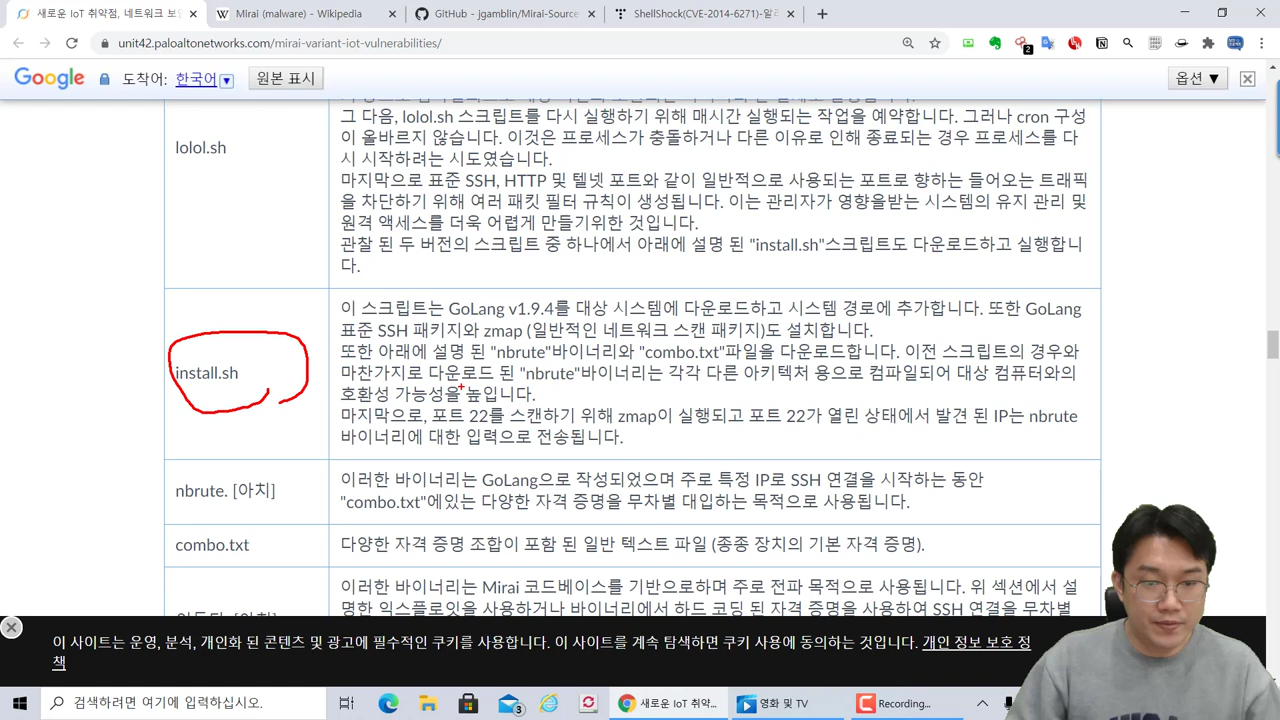 새로운 IoT 취약점, 네트워크 보인
Mirai (malware) - Wikipedia
GitHub - jgamblin/Mirai-Source
ShellShock(CVE-2014-6271)-알
unit42.paloaltonetworks.com/mirai-variant-iot-vulnerabilities/
2
Google 도착어: 한국어 원본 표시 옵션 ▼
lolol.sh
그 다음, lolol.sh 스크립트를 다시 실행하기 위해 매시간 실행되는 작업을 예약합니다. 그러나 cron 구성
이 올바르지 않습니다. 이것은 프로세스가 충돌하거나 다른 이유로 인해 종료되는 경우 프로세스를 다
시 시작하려는 시도였습니다.
마지막으로 표준 SSH, HTTP 및 텔넷 포트와 같이 일반적으로 사용되는 포트로 향하는 들어오는 트래픽
을 차단하기 위해 여러 패킷 필터 규칙이 생성됩니다. 이는 관리자가 영향을받는 시스템의 유지 관리 및
원격 액세스를 더욱 어렵게 만들기위한 것입니다.
관찰 된 두 버전의 스크립트 중 하나에서 아래에 설명 된 "install.sh"스크립트도 다운로드하고 실행합니
다.
install.sh
이 스크립트는 GoLang v1.9.4를 대상 시스템에 다운로드하고 시스템 경로에 추가합니다. 또한 GoLang
표준 SSH 패키지와 zmap (일반적인 네트워크 스캔 패키지)도 설치합니다.
또한 아래에 설명 된 "nbrute"바이너리와 "combo.txt"파일을 다운로드합니다. 이전 스크립트의 경우와
마찬가지로 다운로드 된 "nbrute"바이너리는 각각 다른 아키텍처 용으로 컴파일되어 대상 컴퓨터와의
호환성 가능성을 높입니다.
마지막으로, 포트 22를 스캔하기 위해 zmap이 실행되고 포트 22가 열린 상태에서 발견 된 IP는 nbrute
바이너리에 대한 입력으로 전송됩니다.
nbrute. [아치]
이러한 바이너리는 GoLang으로 작성되었으며 주로 특정 IP로 SSH 연결을 시작하는 동안
"combo.txt"에있는 다양한 자격 증명을 무차별 대입하는 목적으로 사용됩니다.
combo.txt
다양한 자격 증명 조합이 포함 된 일반 텍스트 파일 (종종 장치의 기본 자격 증명).
이러한 바이너리는 Mirai 코드베이스를 기반으로하며 주로 전파 목적으로 사용됩니다. 위 섹션에서 설
명한 익스플로잇을 사용하거나 바이너리에서 하드 코딩 된 자격 증명을 사용하여 SSH 연결을 무차별
이 사이트는 운영, 분석, 개인화 된 콘텐츠 및 광고에 필수적인 쿠키를 사용합니다. 이 사이트를 계속 탐색하면 쿠키 사용에 동의하는 것입니다. 개인 정보 보호 정
책
검색하려면 여기에 입력하십시오.
3
새로운 IoT 취약...
영화 및 TV
Recording...